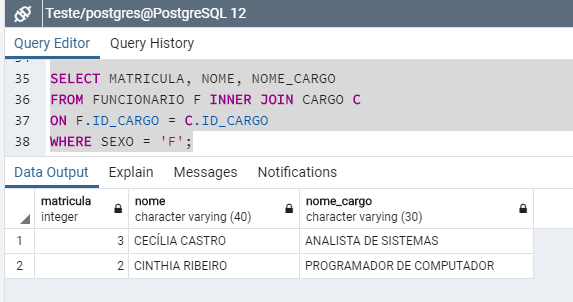 Teste/postgres@PostgreSQL 12
Query Editor Query History
35 SELECT MATRICULA, NOME, NOME_CARGO
36 FROM FUNCIONARIO F INNER JOIN CARGO C
37 ON F.ID_CARGO = C.ID_CARGO
38 WHERE SEXO = 'F';
Data Output Explain Messages Notifications
matricula nome nome_cargo
integer character varying (40) character varying (30)
1 3 CECÍLIA CASTRO ANALISTA DE SISTEMAS
2 2 CINTHIA RIBEIRO PROGRAMADOR DE COMPUTADOR